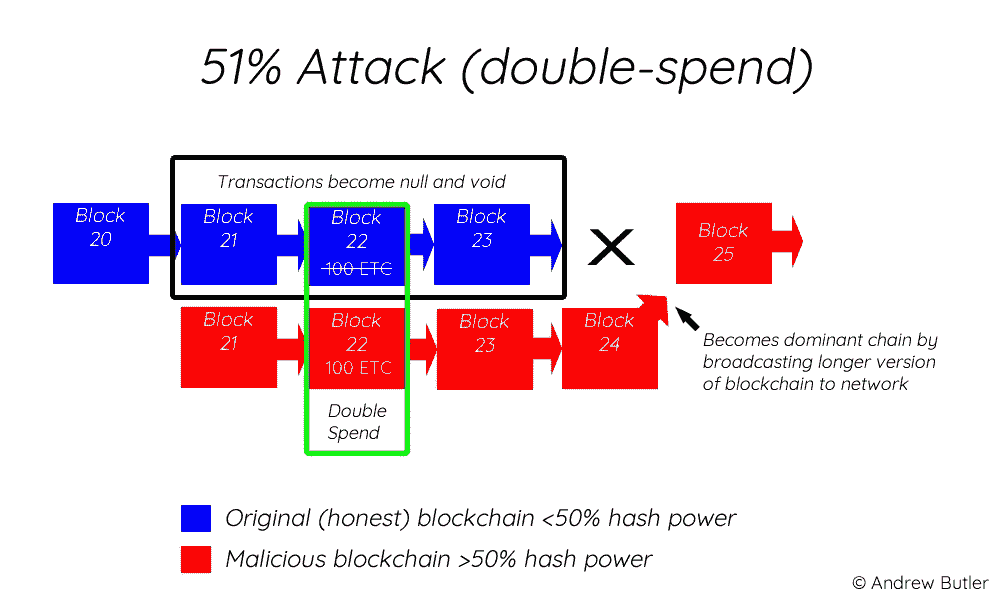 51% Attack (double-spend)
Transactions become null and void
Block
20
Block
21
Block
22
100 ETC
Block
23
Block
25
Block
21
Block
22
100 ETC
Block
23
Block
24
Becomes dominant chain by
broadcasting longer version
of blockchain to network
Double
Spend
Original (honest) blockchain <50% hash power
Malicious blockchain >50% hash power
© Andrew Butler